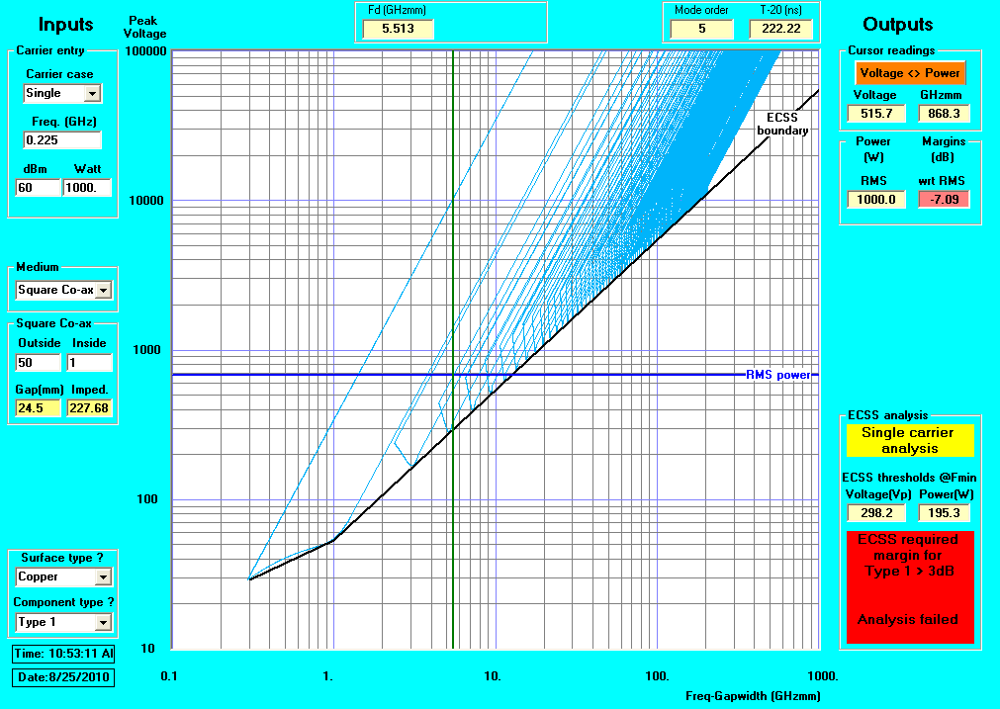 Inputs
Carrier entry
Carrier case
Single
Freq. (GHz)
0.225
dBm Watt
60 1000.
Medium
Square Co-ax
Square Co-ax
Outside Inside
50 1
Gap(mm) Imped.
24.5 227.68
Surface type ?
Copper
Component type ?
Type 1
Time: 10:53:11 AI
Date:8/25/2010
Peak
Voltage
Fd (GHzmm)
5.513
Mode order T-20 (ns)
5 222.22
100000
10000
1000
100
10
0.1 1. 10. 100. 1000.
Freq-Gapwidth (GHzmm)
ECSS
boundary
RMS power
Outputs
Cursor readings
Voltage <> Power
Voltage GHzmm
515.7 868.3
Power Margins
(W) (dB)
RMS wrt RMS
1000.0 -7.09
ECSS analysis
Single carrier
analysis
ECSS thresholds @Fmin
Voltage(Vp) Power(W)
298.2 195.3
ECSS required
margin for
Type 1 > 3dB
Analysis failed